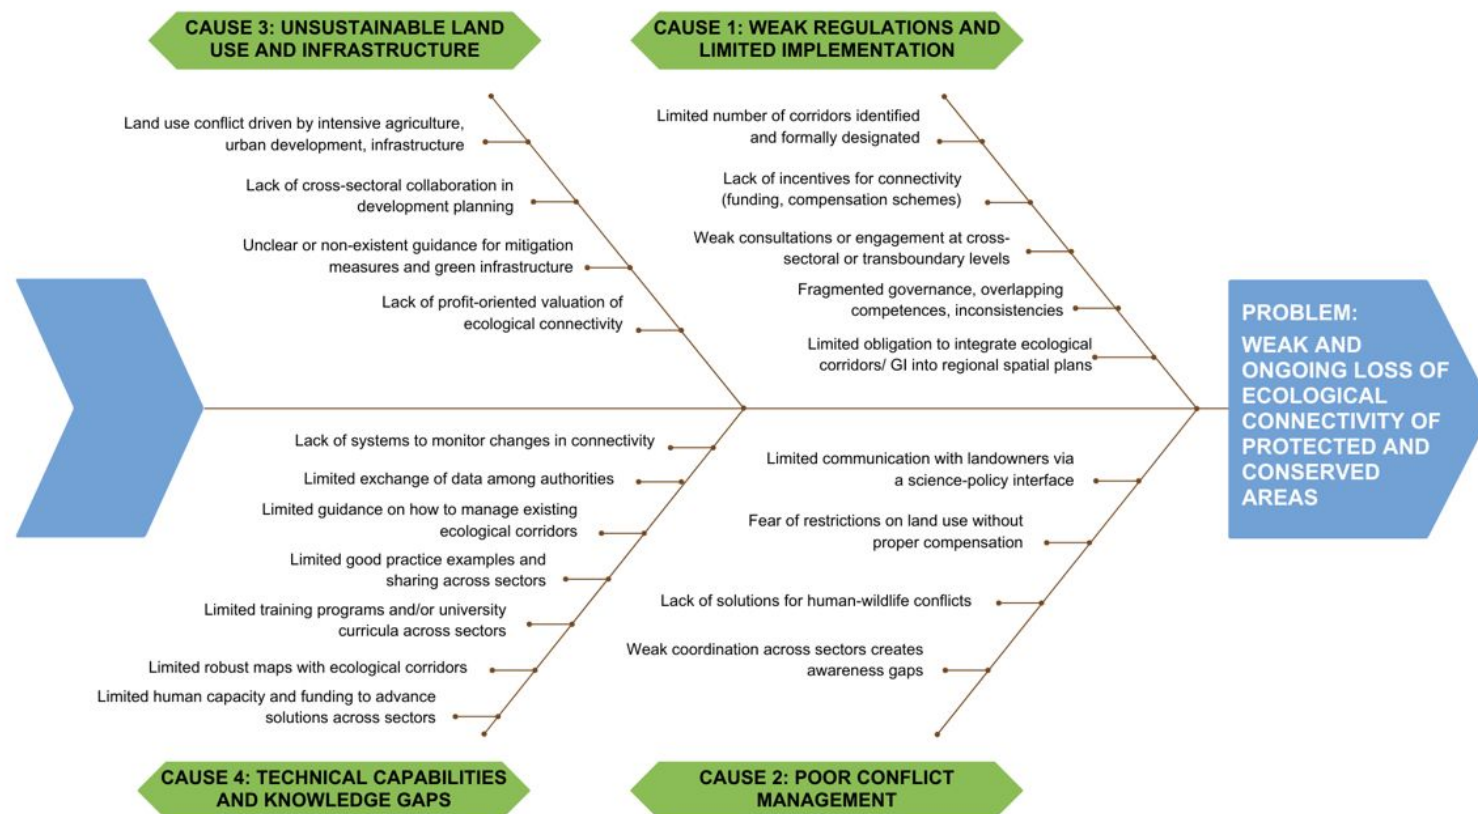 CAUSE 3: UNSUSTAINABLE LAND
USE AND INFRASTRUCTURE
CAUSE 1: WEAK REGULATIONS AND
LIMITED IMPLEMENTATION
Land use conflict driven by intensive agriculture,
urban development, infrastructure
Lack of cross-sectoral collaboration in
development planning
Unclear or non-existent guidance for mitigation
measures and green infrastructure
Lack of profit-oriented valuation of
ecological connectivity
Limited number of corridors identified
and formally designated
Lack of incentives for connectivity
(funding, compensation schemes)
Weak consultations or engagement at cross-
sectoral or transboundary levels
Fragmented governance, overlapping
competences, inconsistencies
Limited obligation to integrate ecological
corridors/ GI into regional spatial plans
PROBLEM:
WEAK AND
ONGOING LOSS OF
ECOLOGICAL
CONNECTIVITY OF
PROTECTED AND
CONSERVED
AREAS
Lack of systems to monitor changes in connectivity
Limited exchange of data among authorities
Limited guidance on how to manage existing
ecological corridors
Limited good practice examples and
sharing across sectors
Limited training programs and/or university
curricula across sectors
Limited robust maps with ecological corridors
Limited human capacity and funding to advance
solutions across sectors
Limited communication with landowners via
a science-policy interface
Fear of restrictions on land use without
proper compensation
Lack of solutions for human-wildlife conflicts
Weak coordination across sectors creates
awareness gaps
CAUSE 4: TECHNICAL CAPABILITIES
AND KNOWLEDGE GAPS
CAUSE 2: POOR CONFLICT
MANAGEMENT